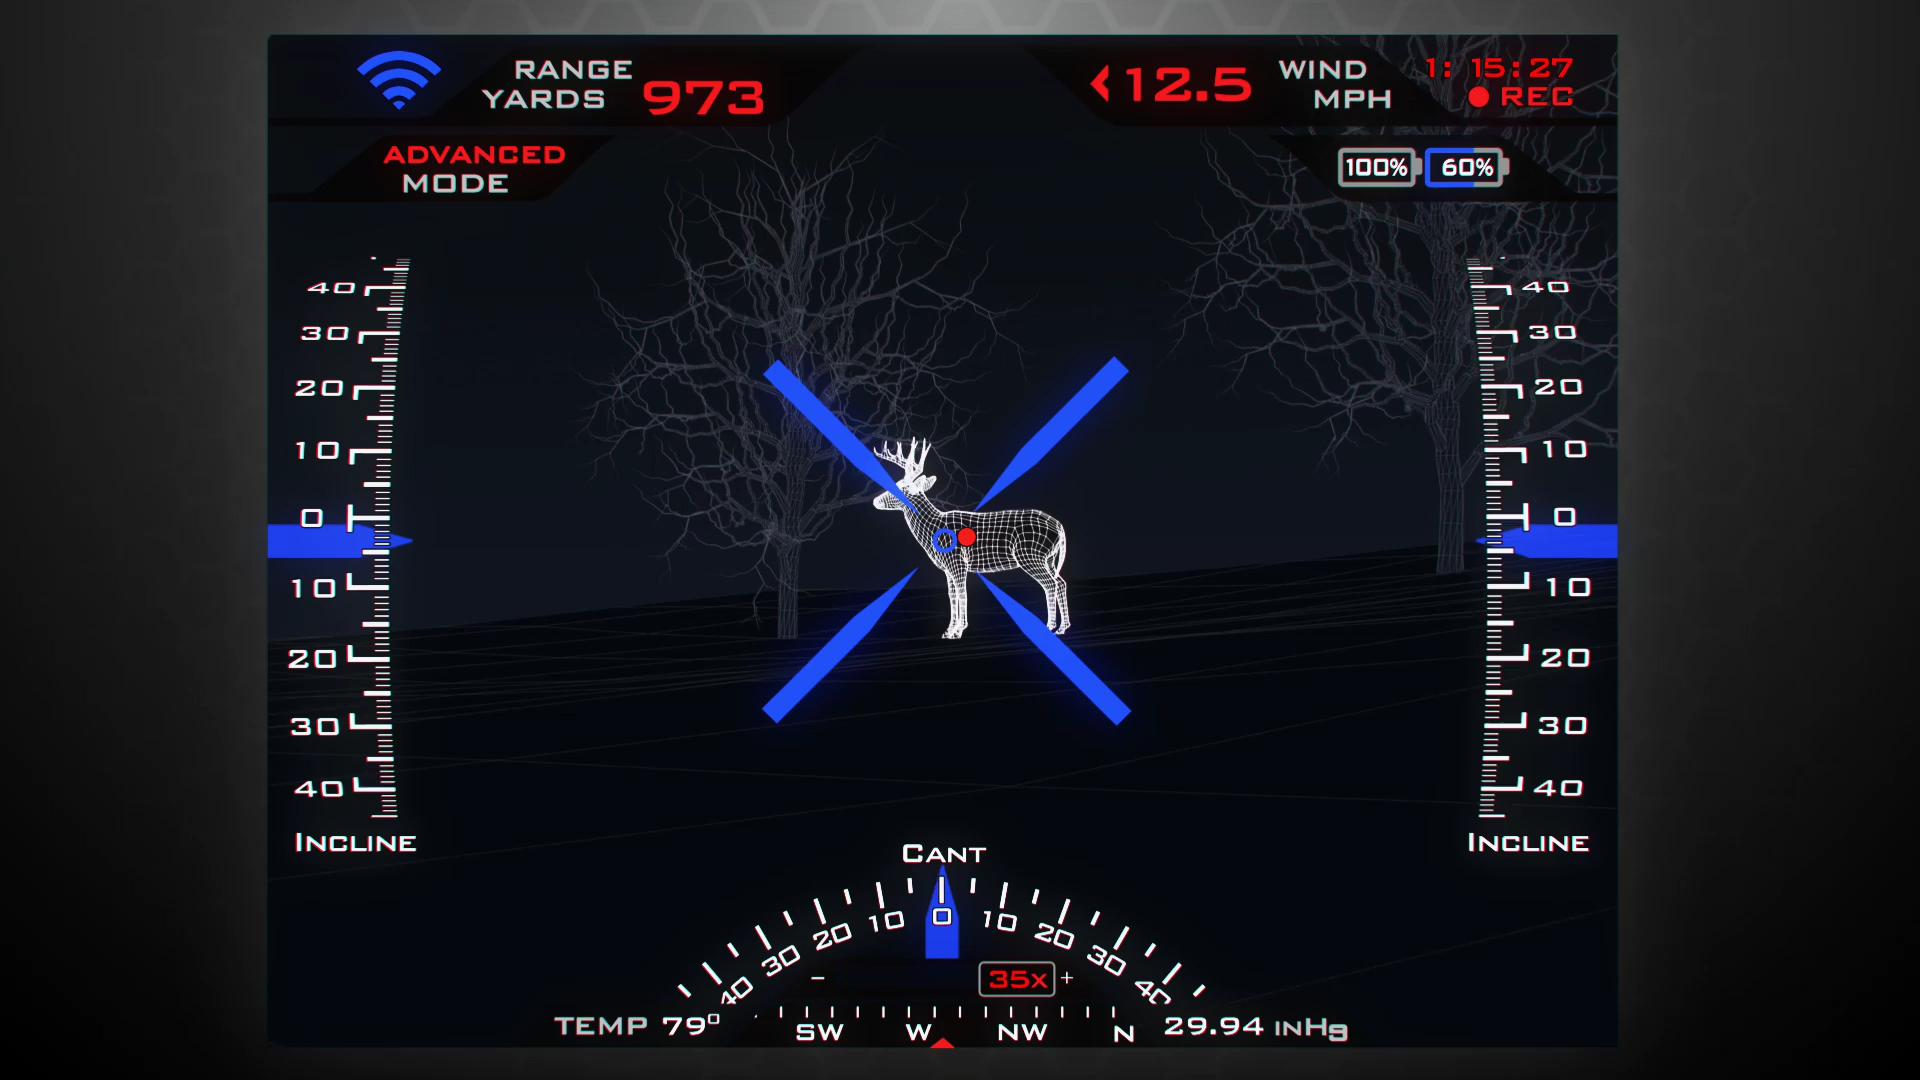 RANGE
YARDS
973
12.5
WIND
MPH
1: 15:27
REC
ADVANCED
MODE
100%
60%
40
30
20
10
0
10
20
30
40
INCLINE
40
30
20
10
0
10
20
30
40
INCLINE
CANT
40 30 20 10 0 10 20 30 40
- 35x +
TEMP 79°
SW W NW N
29.94 INHg